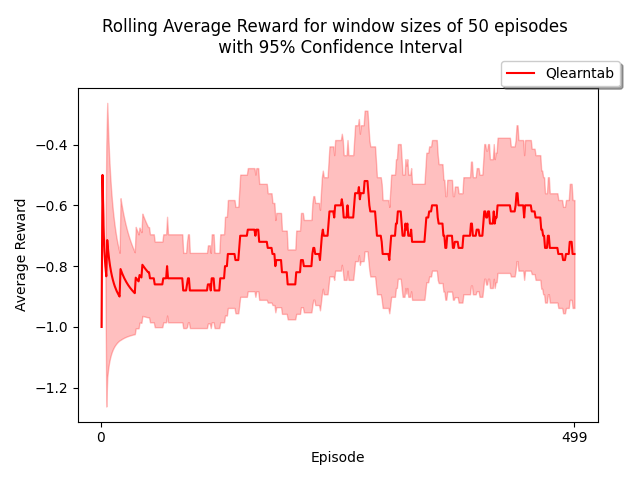 Rolling Average Reward for window sizes of 50 episodes
with 95% Confidence Interval
Qlearntab
−0.4
−0.6
−0.8
−1.0
−1.2
Average Reward
0
499
Episode